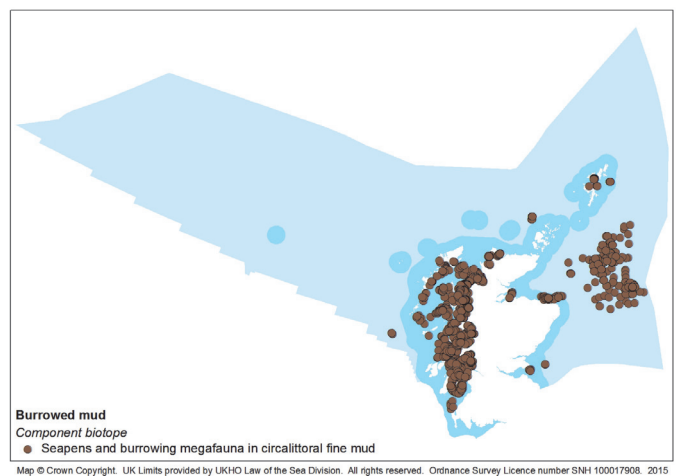 Burrowed mud
Component biotope
Seapens and burrowing megafauna in circalittoral fine mud
Map © Crown Copyright. UK Limits provided by UKHO Law of the Sea Division. All rights reserved. Ordnance Survey Licence number SNH 100017908. 2015